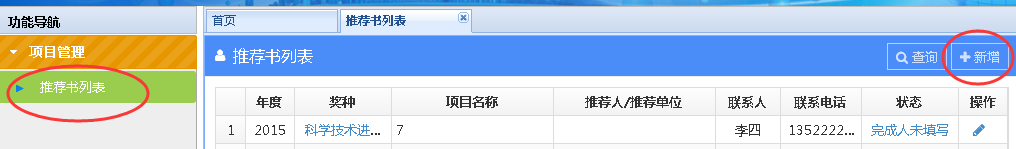 功能导航
首页 推荐书列表
项目管理
推荐书列表
推荐书列表 查询 新增
年度 奖种 项目名称 推荐人/推荐单位 联系人 联系电话 状态 操作
1 2015 科学技术进... 7 李四 1352222... 完成人未填写